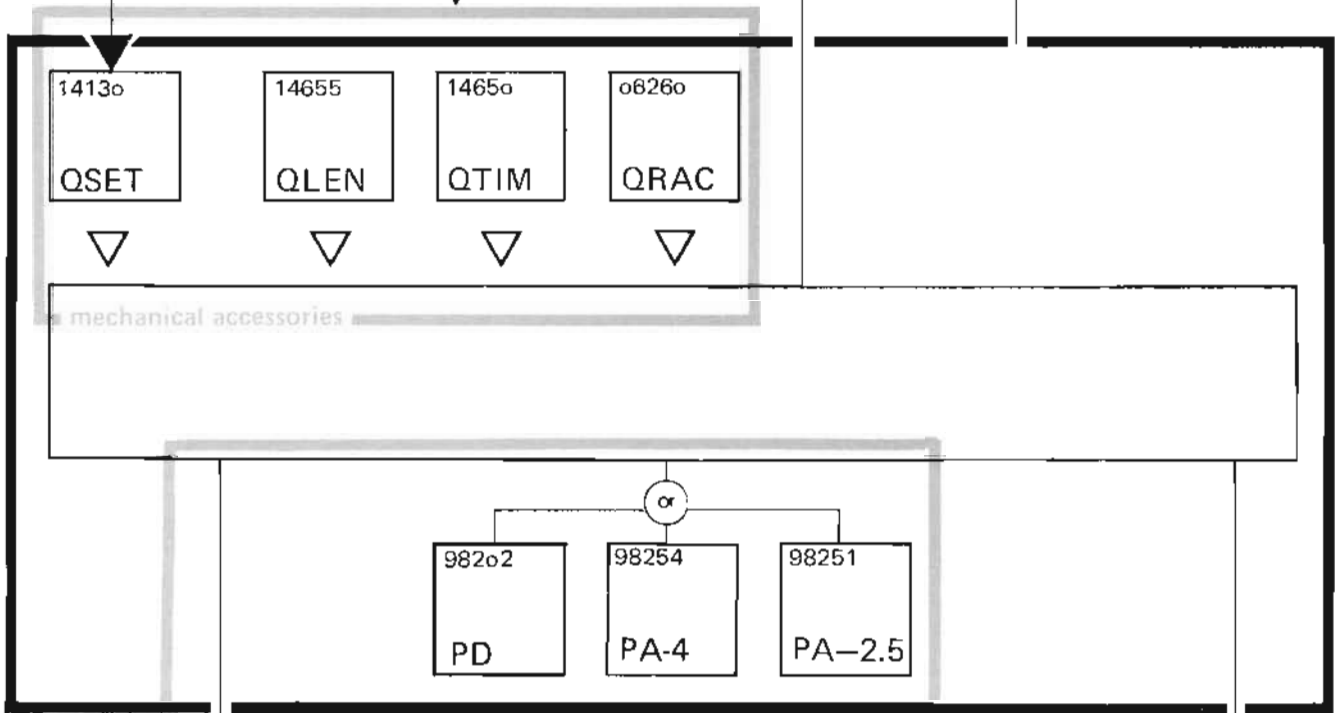 1413o
14655
1465o
o626o
QSET
QLEN
QTIM
QRAC
mechanical accessories
or
982o2
98254
98251
PD
PA-4
PA–2.5